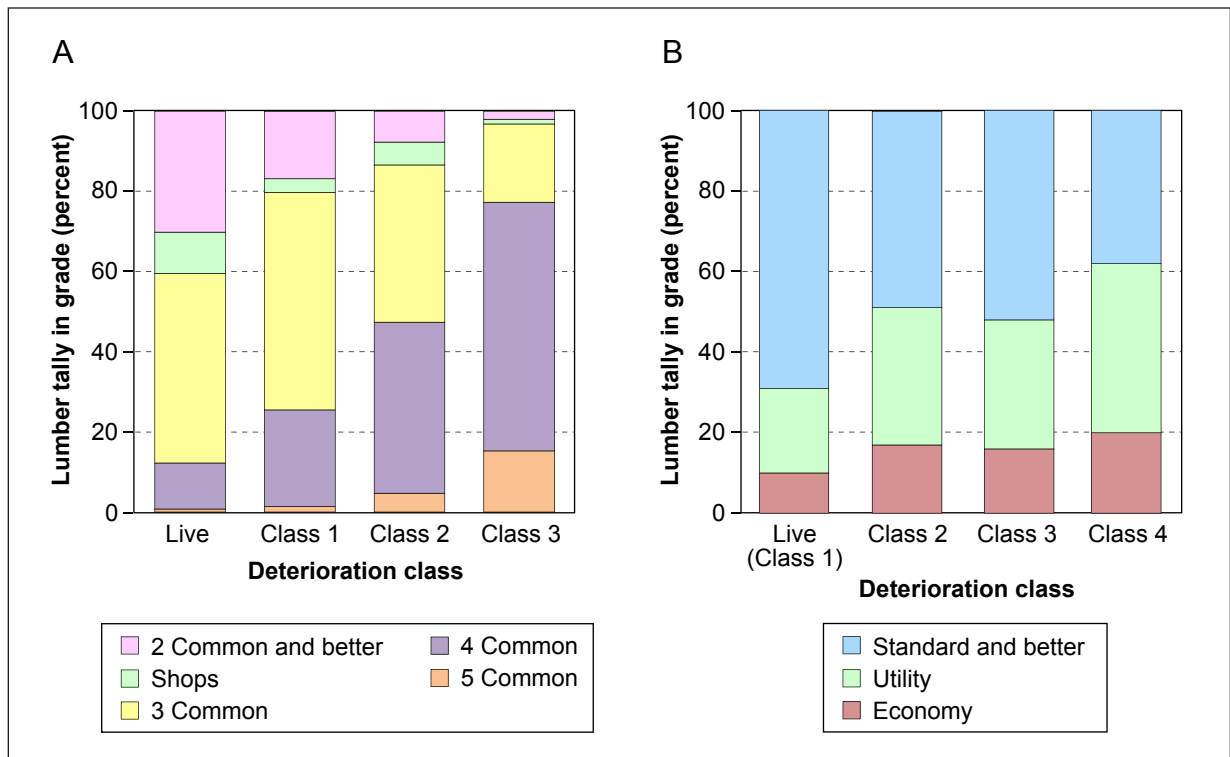 A
Lumber tally in grade (percent)
100
80
60
40
20
0
Live
Class 1
Class 2
Class 3
Deterioration class
2 Common and better
Shops
3 Common
4 Common
5 Common
B
Lumber tally in grade (percent)
100
80
60
40
20
0
Live
(Class 1)
Class 2
Class 3
Class 4
Deterioration class
Standard and better
Utility
Economy